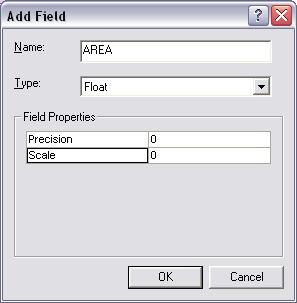 Add Field
Name: AREA
Type: Float
Field Properties
Precision 0
Scale 0
OK Cancel